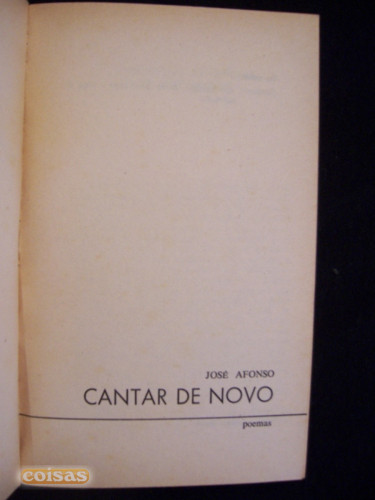 JOSÉ AFONSO
CANTAR DE NOVO
poemas
coisas